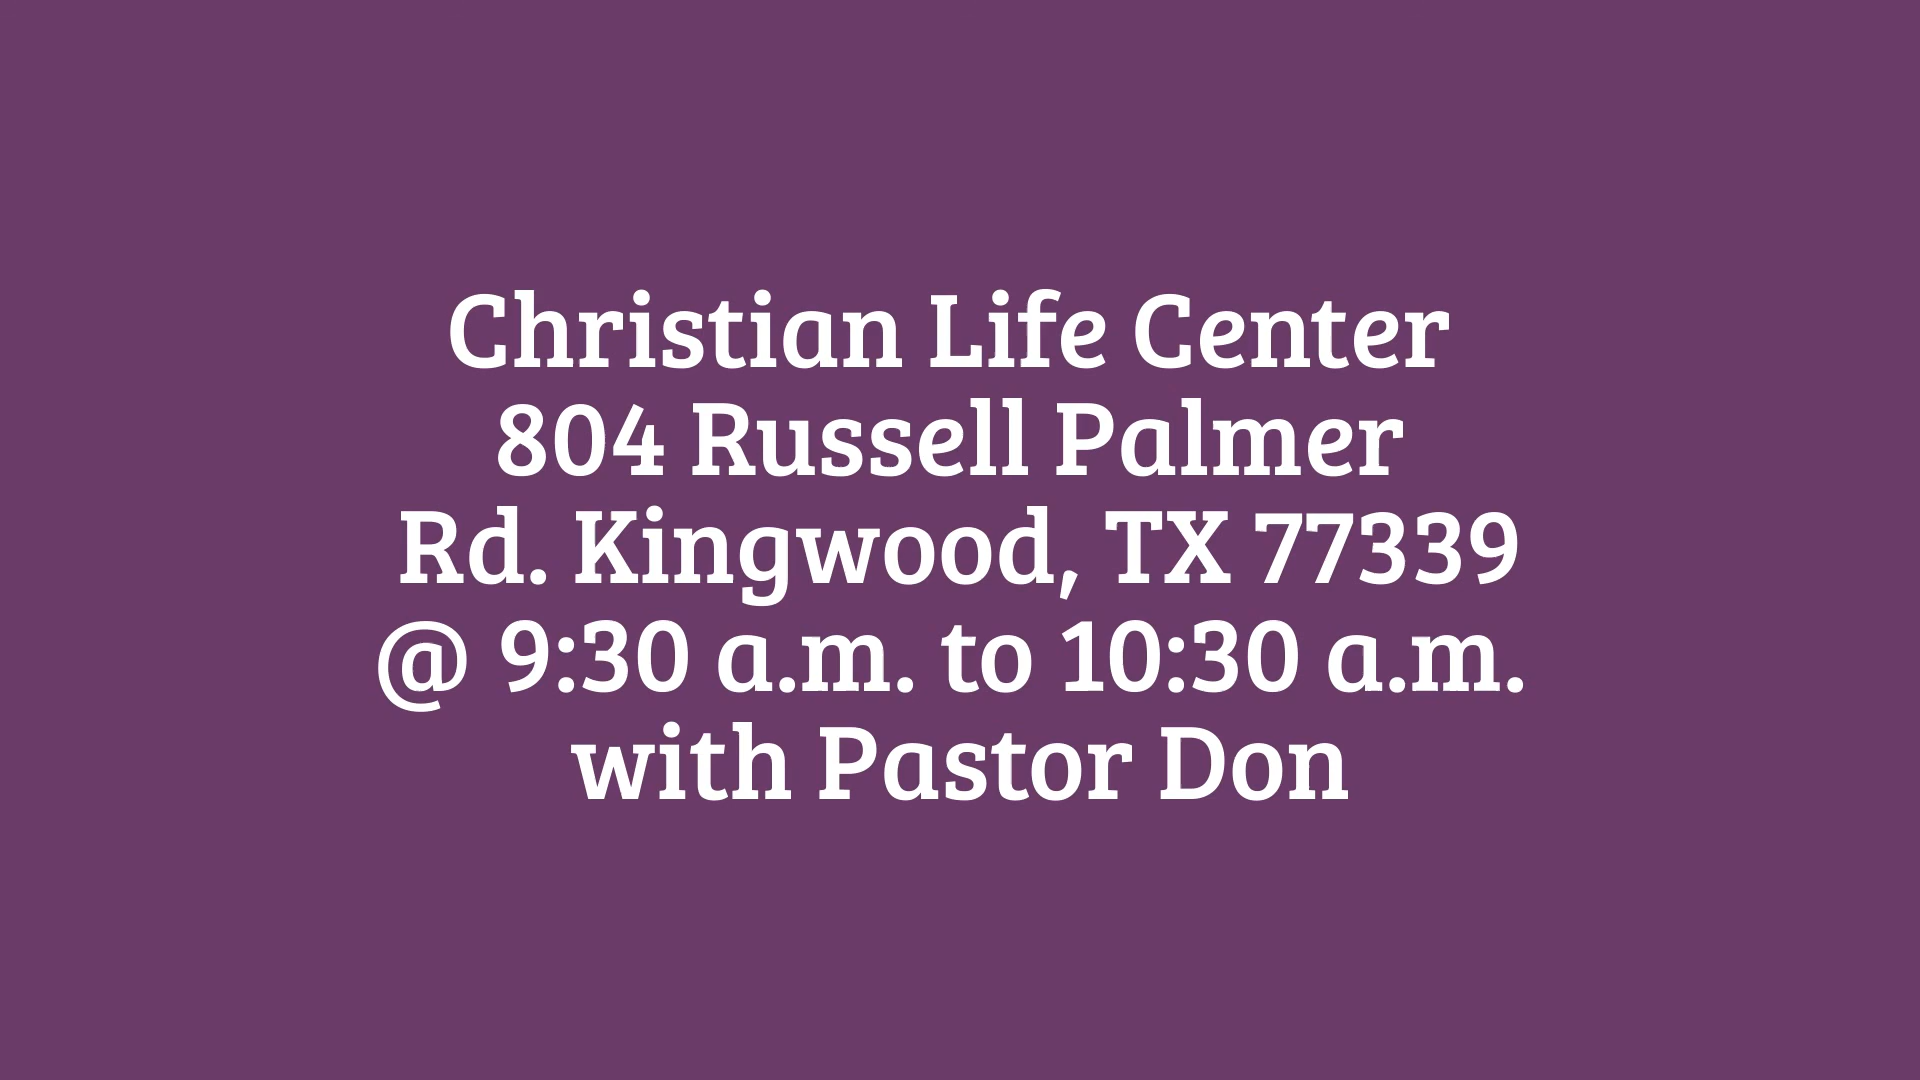 Christian Life Center
804 Russell Palmer
Rd. Kingwood, TX 77339
@ 9:30 a.m. to 10:30 a.m.
with Pastor Don